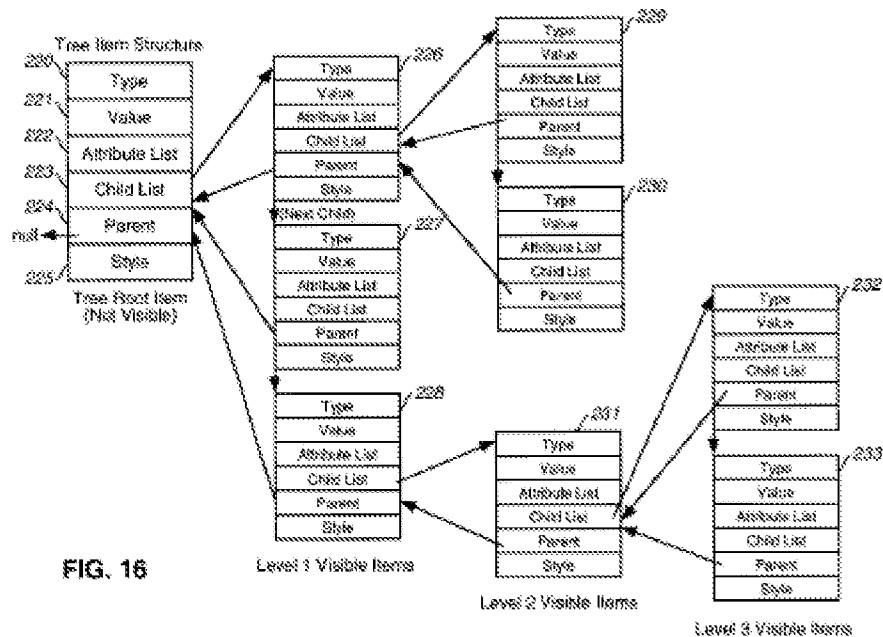 Tree Item Structure
220
Type
221
Value
222
Attribute List
223
Child List
224
Parent
null
225
Style
Tree Root Item
(Not Visible)
226
Type
Value
Attribute List
Child List
Parent
Style
(Next Child)
227
Type
Value
Attribute List
Child List
Parent
Style
228
Type
Value
Attribute List
Child List
Parent
Style
Level 1 Visible Items
229
Type
Value
Attribute List
Child List
Parent
Style
230
Type
Value
Attribute List
Child List
Parent
Style
231
Type
Value
Attribute List
Child List
Parent
Style
Level 2 Visible Items
232
Type
Value
Attribute List
Child List
Parent
Style
233
Type
Value
Attribute List
Child List
Parent
Style
Level 3 Visible Items
FIG. 16